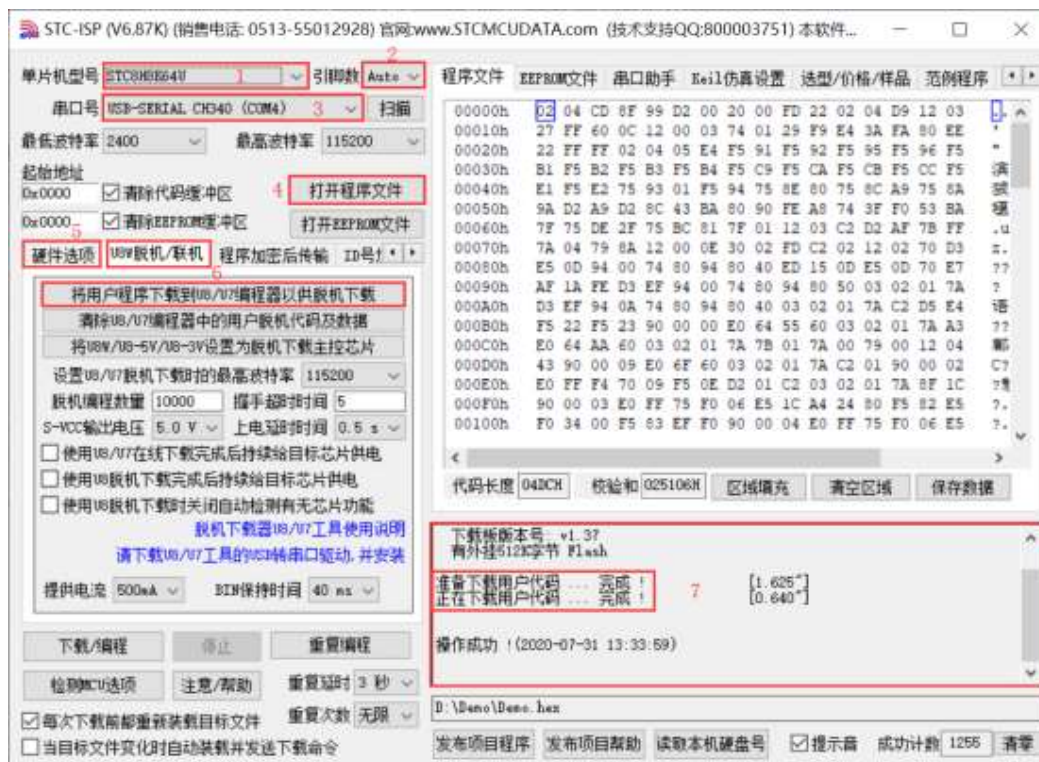 STC-ISP (V6.87K) (销售电话: 0513-55012928) 官网:www.STCMCUDATA.com (技术支持QQ:800003751) 本软件...
单片机型号 STC8H8K64U 1 引脚数 Auto 2
串口号 USB-SERIAL CH340 (COM4) 3 扫描
最低波特率 2400 最高波特率 115200
起始地址
0x0000 清除代码缓冲区 4 打开程序文件
0x0000 清除EEPROM缓冲区 打开EEPROM文件
5
硬件选项 U8W脱机/联机 程序加密后传输
6
将用户程序下载到U8/U7编程器以供脱机下载
清除U8/U7编程器中的用户脱机代码及数据
将U8W/U8-5V/U8-3V设置为脱机下载主控芯片
设置U8/U7脱机下载时的最高波特率 115200
脱机编程数量 10000 握手超时时间 5
S-VCC输出电压 5.0 V 上电延时时间 0.5 s
使用U8/U7在线下载完成后持续给目标芯片供电
使用U8脱机下载完成后持续给目标芯片供电
使用U8脱机下载时关闭自动检测有无芯片功能
脱机下载器U8/U7工具使用说明
请下载U8/U7工具的USB转串口驱动,并安装
提供电流 500mA BIN保持时间 40 ms
下载/编程 停止 重复编程
检测MCU选项 注意/帮助 重复延时 3 秒
每次下载前都重新装载目标文件 重复次数 无限
当目标文件变化时自动装载并发送下载命令
程序文件 EEPROM文件 串口助手 Keil仿真设置 选型/价格/样品 范例程序
00000h 02 04 CD 8F 99 D2 00 20 00 FD 22 02 04 D9 12 03
00010h 27 FF 60 0C 12 00 03 74 01 29 F9 E4 3A FA 80 EE
00020h 22 FF FF 02 04 05 E4 F5 91 F5 92 F5 95 F5 96 F5
00030h B1 F5 B2 F5 B3 F5 B4 F5 C9 F5 CA F5 CB F5 CC F5
00040h E1 F5 E2 75 93 01 F5 94 75 8E 80 75 8C A9 75 8A
00050h 9A D2 A9 D2 8C 43 BA 80 90 FE A8 74 3F F0 53 BA
00060h 7F 75 DE 2F 75 BC 81 7F 01 12 03 C2 D2 AF 7B FF
00070h 7A 04 79 8A 12 00 0E 30 02 FD C2 02 12 02 70 D3
00080h E5 0D 94 00 74 80 94 80 40 ED 15 0D E5 0D 70 E7
00090h AF 1A FE D3 EF 94 00 74 80 94 80 50 03 02 01 7A
000A0h D3 EF 94 0A 74 80 94 80 40 03 02 01 7A C2 D5 E4
000B0h F5 22 F5 23 90 00 00 E0 64 55 60 03 02 01 7A A3
000C0h E0 64 AA 60 03 02 01 7A 7B 01 7A 00 79 00 12 04
000D0h 43 90 00 09 E0 6F 60 03 02 01 7A C2 01 90 00 02
000E0h E0 FF F4 70 09 F5 0E D2 01 C2 03 02 01 7A 8F 1C
000F0h 90 00 03 E0 FF 75 F0 06 E5 1C A4 24 80 F5 82 E5
00100h F0 34 00 F5 83 EF F0 90 00 04 E0 FF 75 F0 06 E5
代码长度 04DCH 校验和 025106H 区域填充 清空区域 保存数据
下载板版本号: v1.37
有外挂512K字节 Flash
准备下载用户代码 ... 完成 ! [1.625"]
正在下载用户代码 ... 完成 ! [0.640"]
7
操作成功 !(2020-07-31 13:33:59)
D:\Demo\Demo.hex
发布项目程序 发布项目帮助 读取本机硬盘号 提示音 成功计数 1255 清零